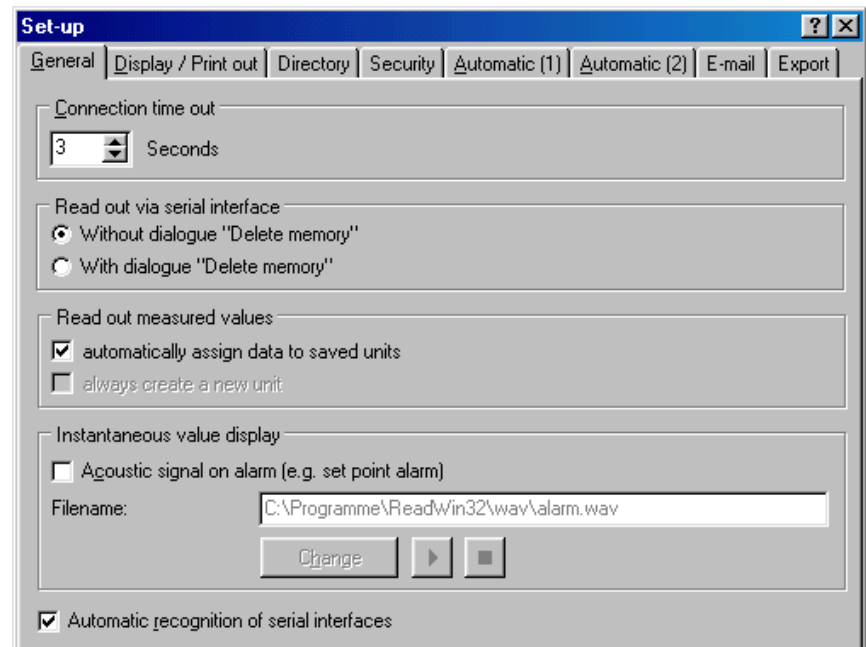 Set-up
General Display / Print out Directory Security Automatic (1) Automatic (2) E-mail Export
Connection time out
3 Seconds
Read out via serial interface
Without dialogue "Delete memory"
With dialogue "Delete memory"
Read out measured values
automatically assign data to saved units
always create a new unit
Instantaneous value display
Acoustic signal on alarm (e.g. set point alarm)
Filename: C:\Programme\ReadWin32\wav\alarm.wav
Change
Automatic recognition of serial interfaces